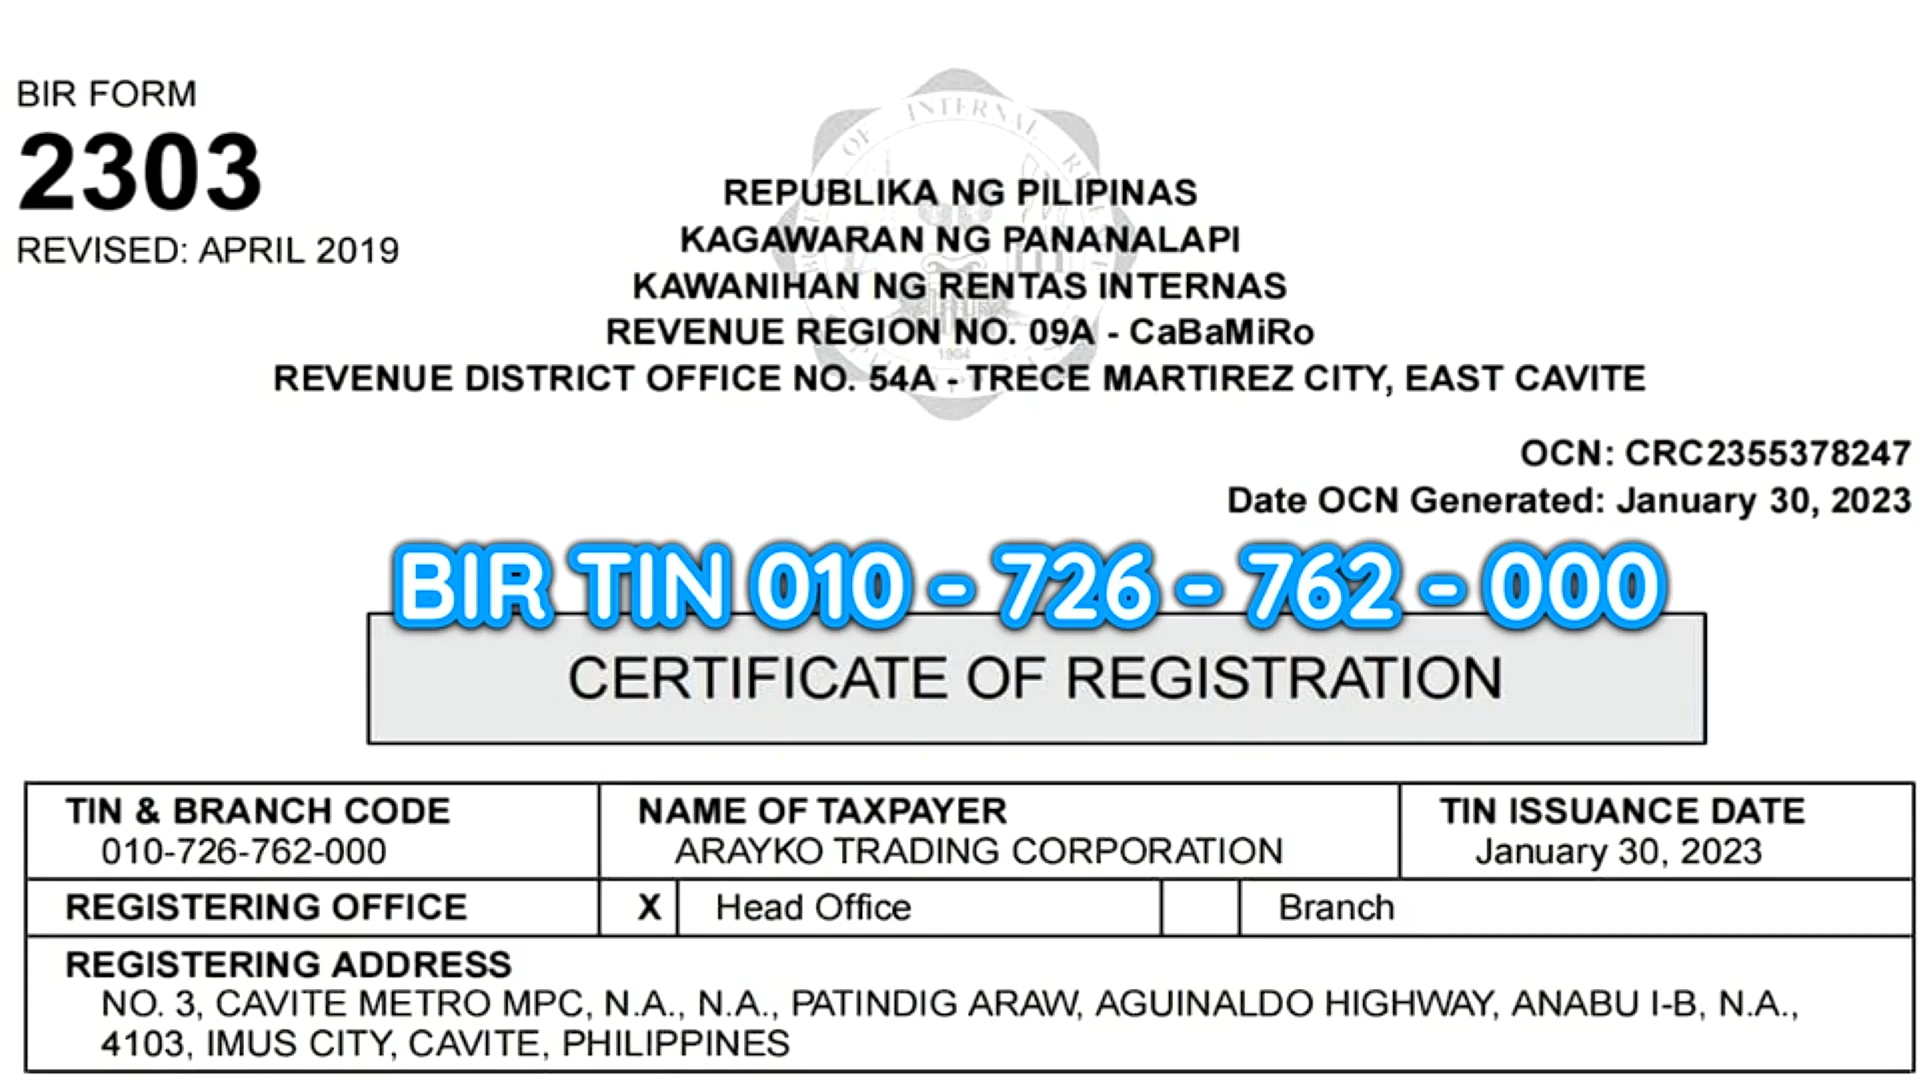 BIR FORM
2303
REVISED: APRIL 2019
OF INTERNAL
REPUBLIKA NG PILIPINAS
KAGAWARAN NG PANANALAPI
KAWANIHAN NG RENTAS INTERNAS
REVENUE REGION NO. 09A - CaBaMiRo
1904
REVENUE DISTRICT OFFICE NO. 54A - TRECE MARTIREZ CITY, EAST CAVITE
OCN: CRC2355378247
Date OCN Generated: January 30, 2023
BIR TIN 010 - 726 - 762 - 000
CERTIFICATE OF REGISTRATION
TIN & BRANCH CODE
010-726-762-000
NAME OF TAXPAYER
ARAYKO TRADING CORPORATION
TIN ISSUANCE DATE
January 30, 2023
REGISTERING OFFICE
X
Head Office
Branch
REGISTERING ADDRESS
NO. 3, CAVITE METRO MPC, N.A., N.A., PATINDIG ARAW, AGUINALDO HIGHWAY, ANABU I-B, N.A.,
4103, IMUS CITY, CAVITE, PHILIPPINES